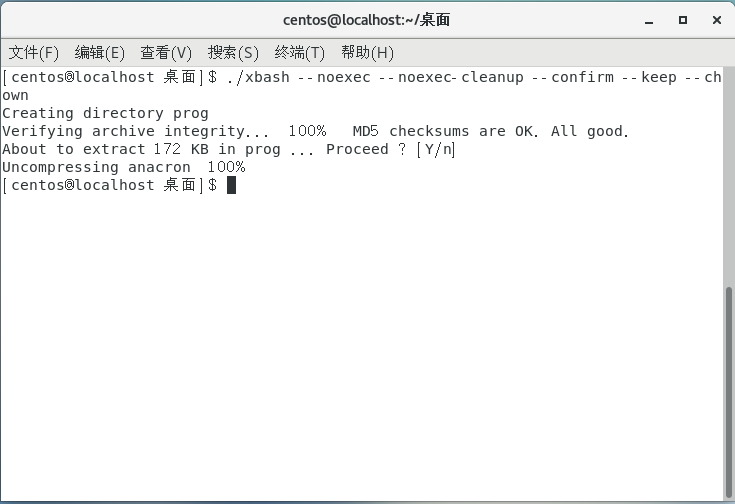 centos@localhost:~/桌面
文件(F) 编辑(E) 查看(V) 搜索(S) 终端(T) 帮助(H)
[centos@localhost 桌面]$ ./xbash --noexec --noexec-cleanup --confirm --keep --ch
own
Creating directory prog
Verifying archive integrity...  100%   MD5 checksums are OK. All good.
About to extract 172 KB in prog ... Proceed ? [Y/n]
Uncompressing anacron  100%
[centos@localhost 桌面]$